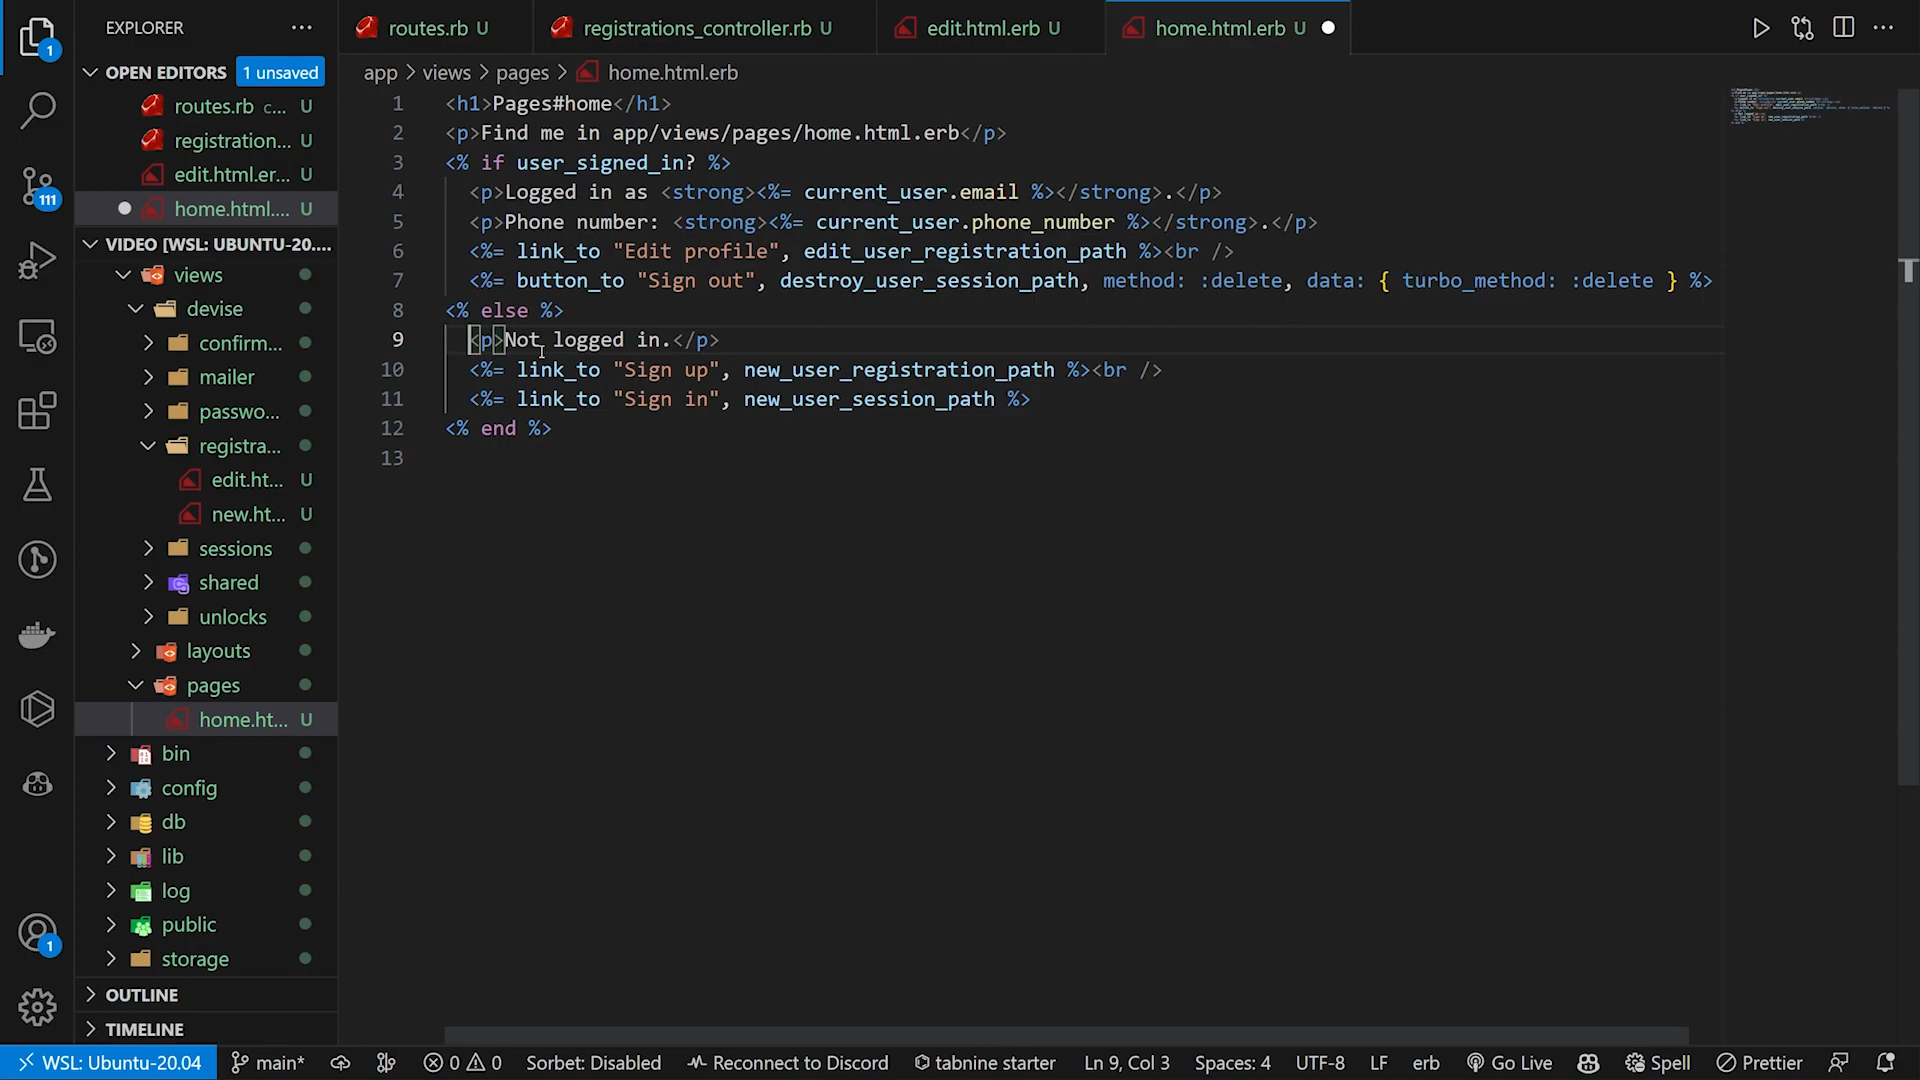 EXPLORER
routes.rb U
registrations_controller.rb U
edit.html.erb U
home.html.erb U
OPEN EDITORS 1 unsaved
routes.rb c... U
registration... U
edit.html.er... U
home.html.... U
VIDEO [WSL: UBUNTU-20....
views
devise
confirm...
mailer
passwo...
registra...
edit.ht... U
new.ht... U
sessions
shared
unlocks
layouts
pages
home.ht... U
bin
config
db
lib
log
public
storage
OUTLINE
TIMELINE
app > views > pages > home.html.erb
1 <h1>Pages#home</h1>
2 <p>Find me in app/views/pages/home.html.erb</p>
3 <% if user_signed_in? %>
4 <p>Logged in as <strong><%= current_user.email %></strong>.</p>
5 <p>Phone number: <strong><%= current_user.phone_number %></strong>.</p>
6 <%= link_to "Edit profile", edit_user_registration_path %><br />
7 <%= button_to "Sign out", destroy_user_session_path, method: :delete, data: { turbo_method: :delete } %>
8 <% else %>
9 <p>Not logged in.</p>
10 <%= link_to "Sign up", new_user_registration_path %><br />
11 <%= link_to "Sign in", new_user_session_path %>
12 <% end %>
13
1
111
1
WSL: Ubuntu-20.04 main* 0 0 Sorbet: Disabled Reconnect to Discord tabnine starter Ln 9, Col 3 Spaces: 4 UTF-8 LF erb Go Live Spell Prettier